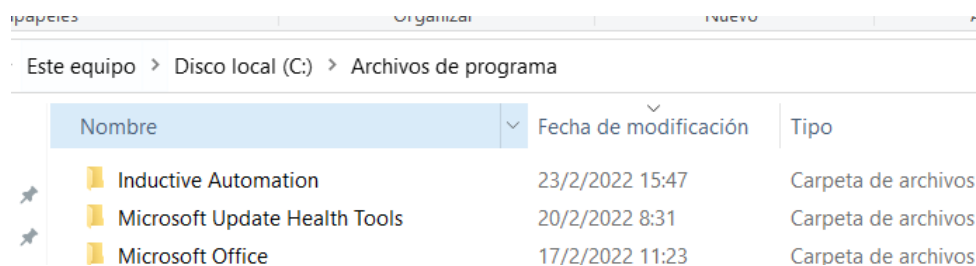 Organizar Nuevo
Este equipo > Disco local (C:) > Archivos de programa
Nombre Fecha de modificación Tipo
Inductive Automation 23/2/2022 15:47 Carpeta de archivos
Microsoft Update Health Tools 20/2/2022 8:31 Carpeta de archivos
Microsoft Office 17/2/2022 11:23 Carpeta de archivos